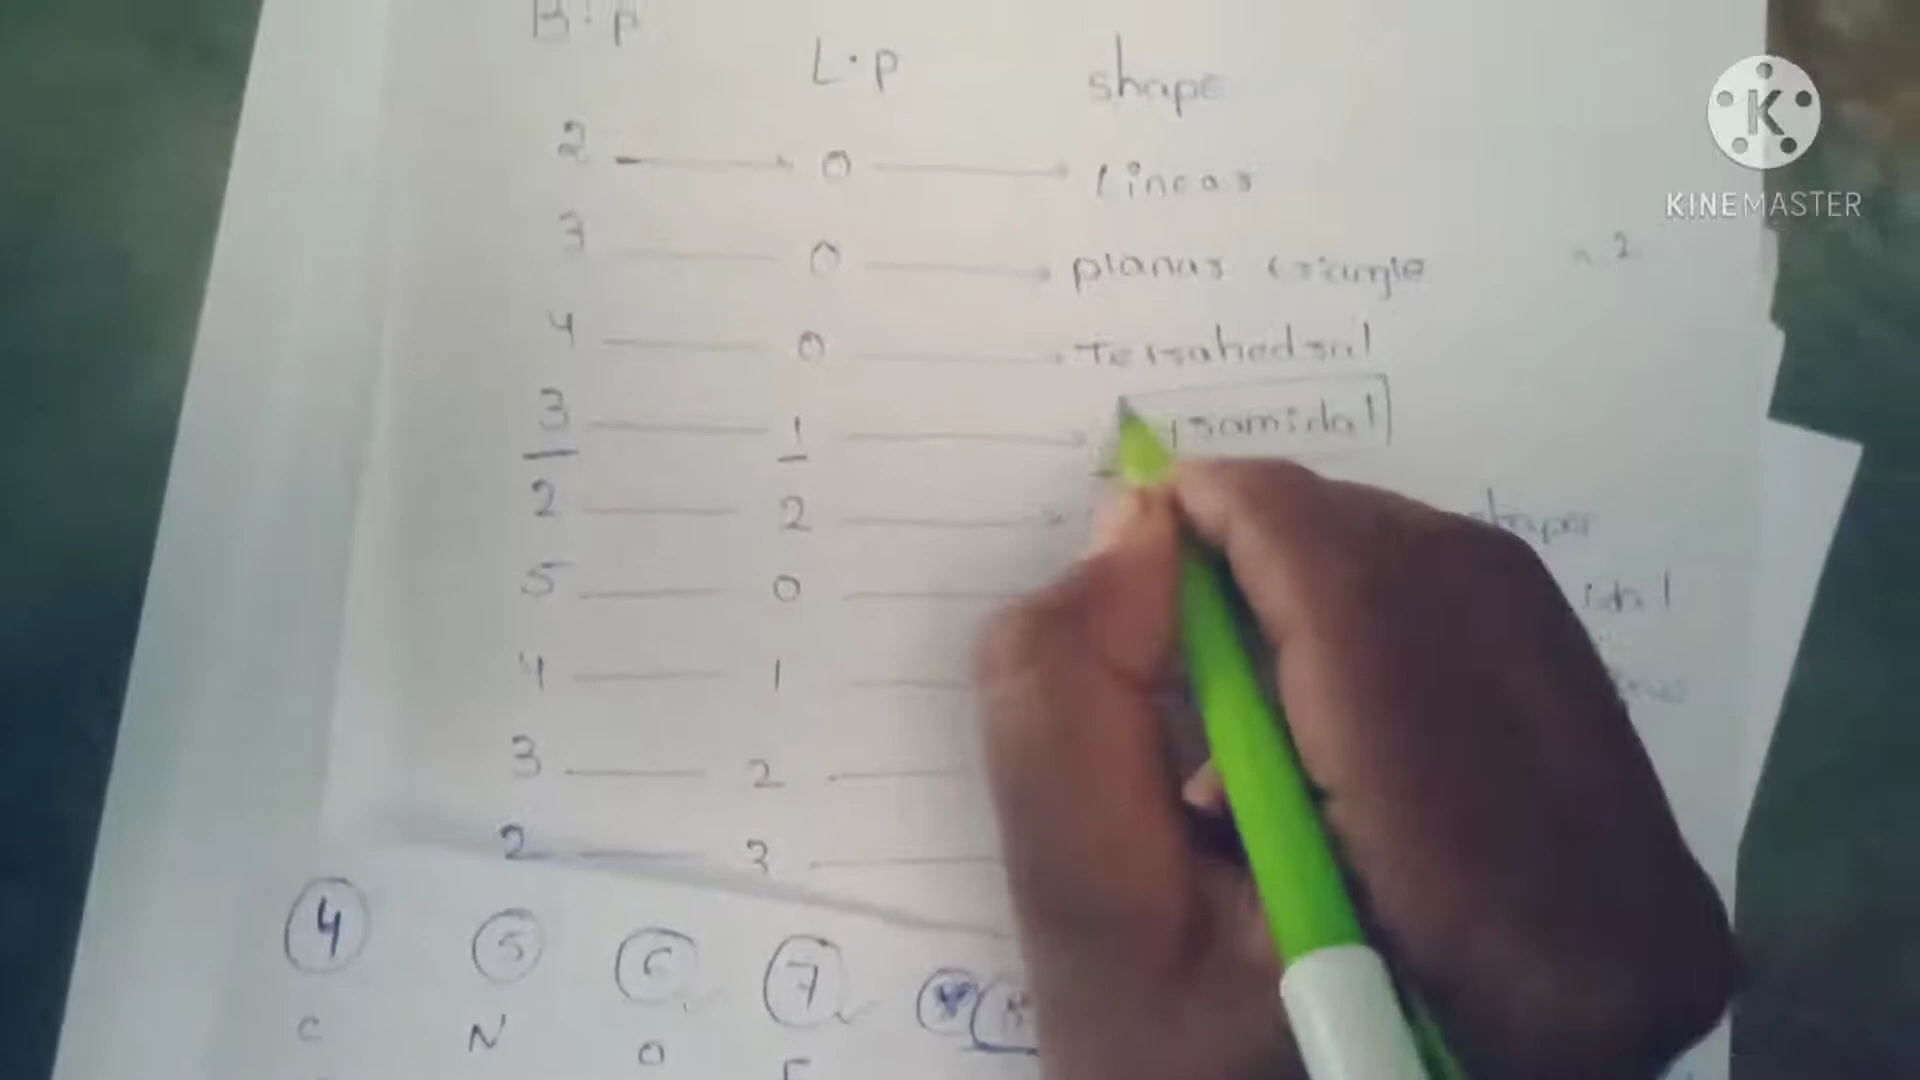 B.P L.P shape
2 → 0 → Linear
3 — 0 → planar triangle
4 — 0 → Tetrahedral
3 — 1 → pyramidal
2 — 2 → shape
5 — 0 —
4 — 1 —
3 — 2 —
2 — 3 —
4 5 6 7
C N O F
K
KINEMASTER